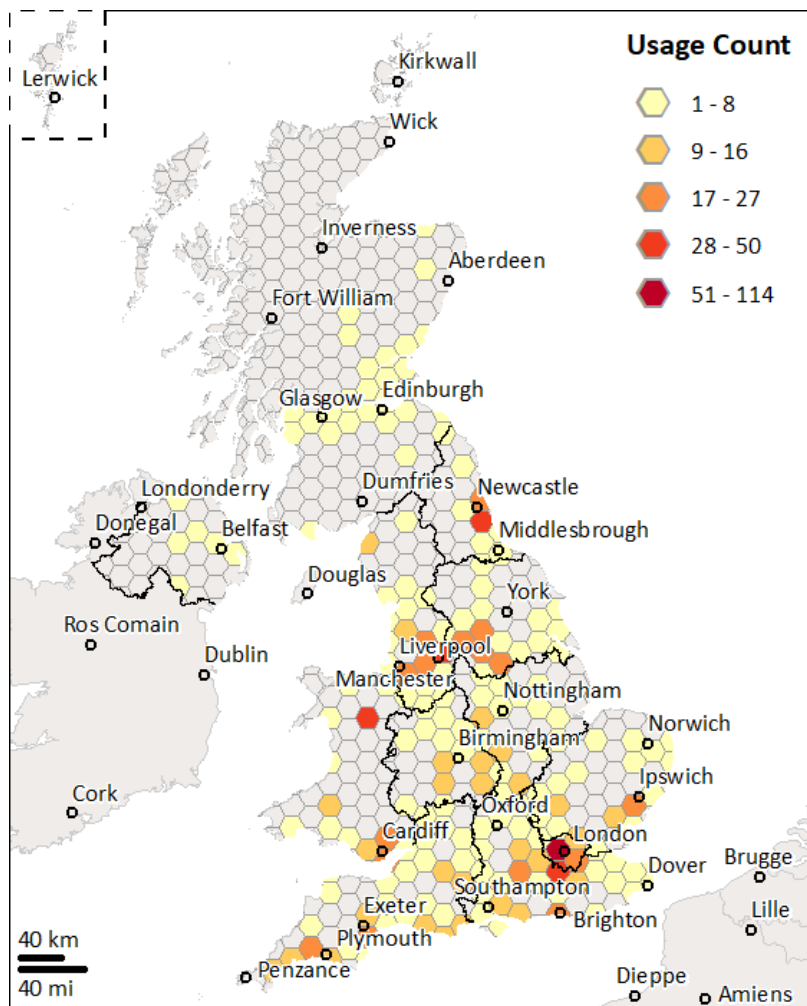 Usage Count
Kirkwall
Lerwick
1 - 8
Wick
9 - 16
17 - 27
Inverness
28 - 50
Aberdeen
51 - 114
Fort William
Edinburgh
Glasgow
Londonderry
Dumfries
Newcastle
Donegal
Belfast
Middlesbrough
Douglas
York
Ros Comain
Liverpool
Dublin
Manchester
Nottingham
Norwich
Birmingham
Ipswich
Cork
Oxford
Cardiff
London
Dover
Brugge
Southampton
Exeter
Brighton
Lille
40 km
Plymouth
Penzance
40 mi
Dieppe
Amiens